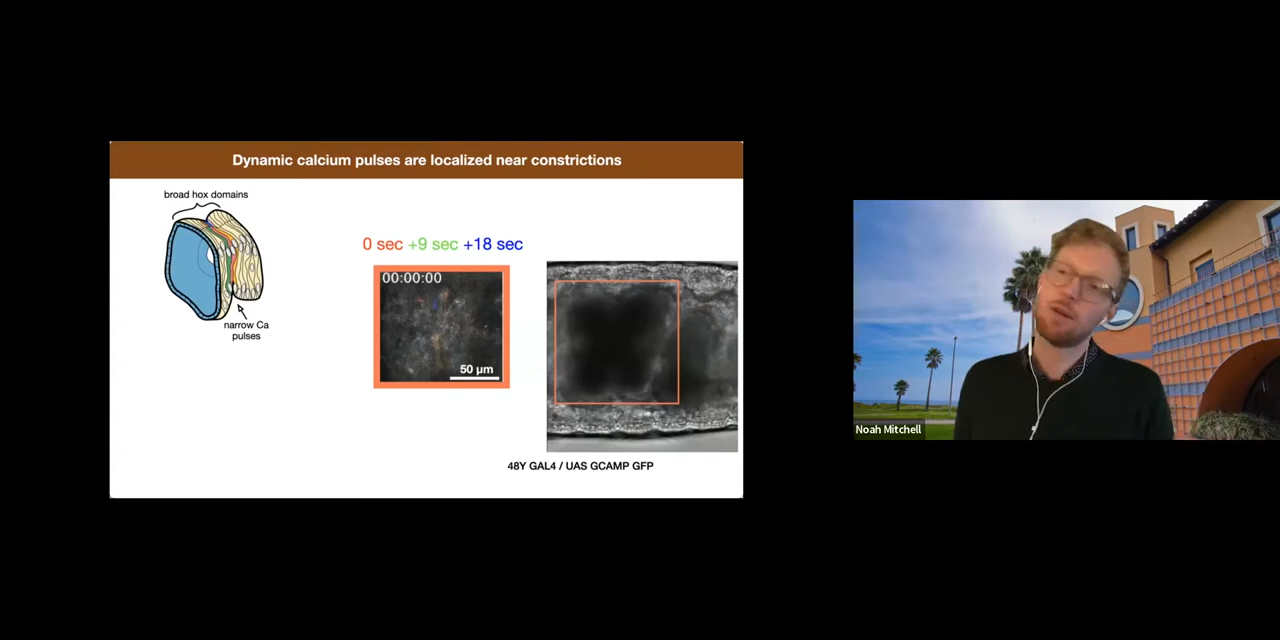 Dynamic calcium pulses are localized near constrictions
broad hox domains
narrow Ca
pulses
0 sec +9 sec +18 sec
00:00:00
50 μm
48Y GAL4 / UAS GCAMP GFP
Noah Mitchell